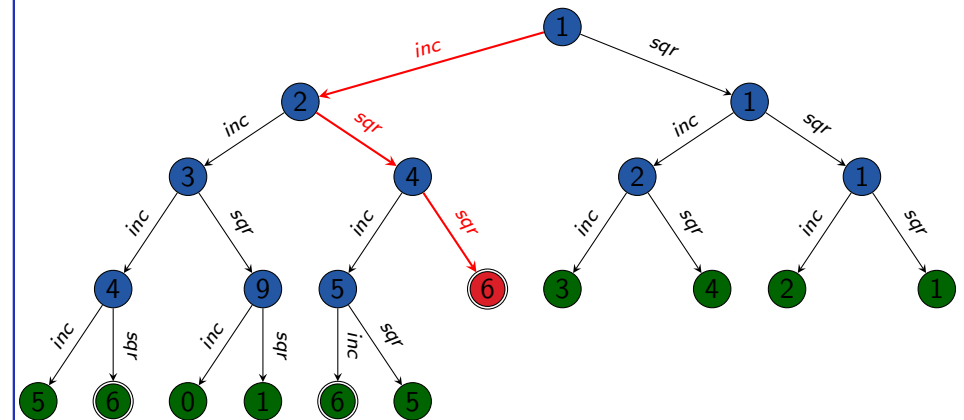 1
inc sqr
2 1
inc sqr inc sqr
3 4 2 1
inc sqr inc sqr inc sqr inc sqr
4 9 5 6 3 4 2 1
inc sqr inc sqr inc sqr
5 6 0 1 6 5